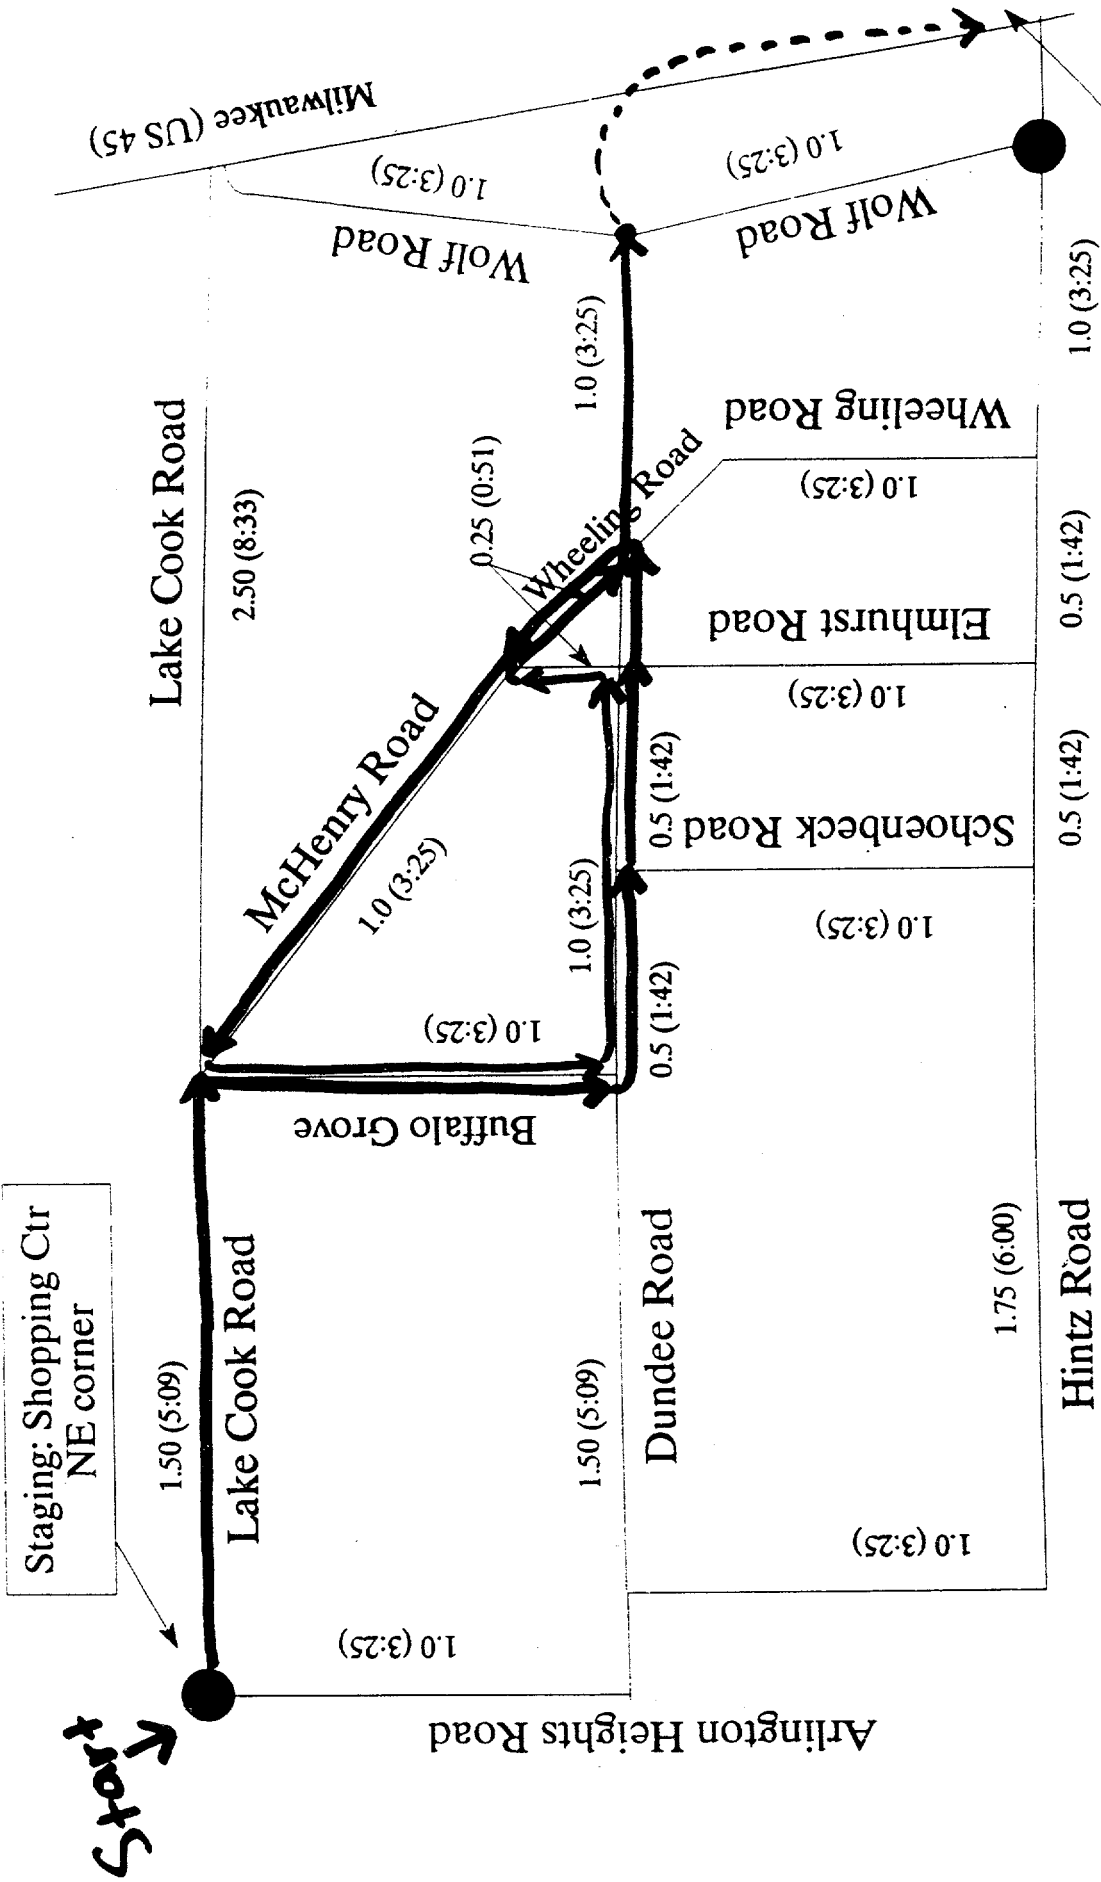 Start
Staging: Shopping Ctr
NE corner
Milwaukee (US 45)
1.0 (3:25)
Wolf Road
1.0 (3:25)
Wolf Road
Lake Cook Road
2.50 (8:33)
1.0 (3:25)
1.0 (3:25)
Wheeling Road
0.25 (0:51)
Wheeling Road
1.0 (3:25)
0.5 (1:42)
Elmhurst Road
McHenry Road
1.0 (3:25)
1.0 (3:25)
0.5 (1:42)
0.5 (1:42)
Schoenbeck Road
1.0 (3:25)
1.0 (3:25)
1.0 (3:25)
0.5 (1:42)
Buffalo Grove
1.50 (5:09)
Lake Cook Road
1.50 (5:09)
Dundee Road
1.75 (6:00)
Hintz Road
1.0 (3:25)
1.0 (3:25)
Arlington Heights Road